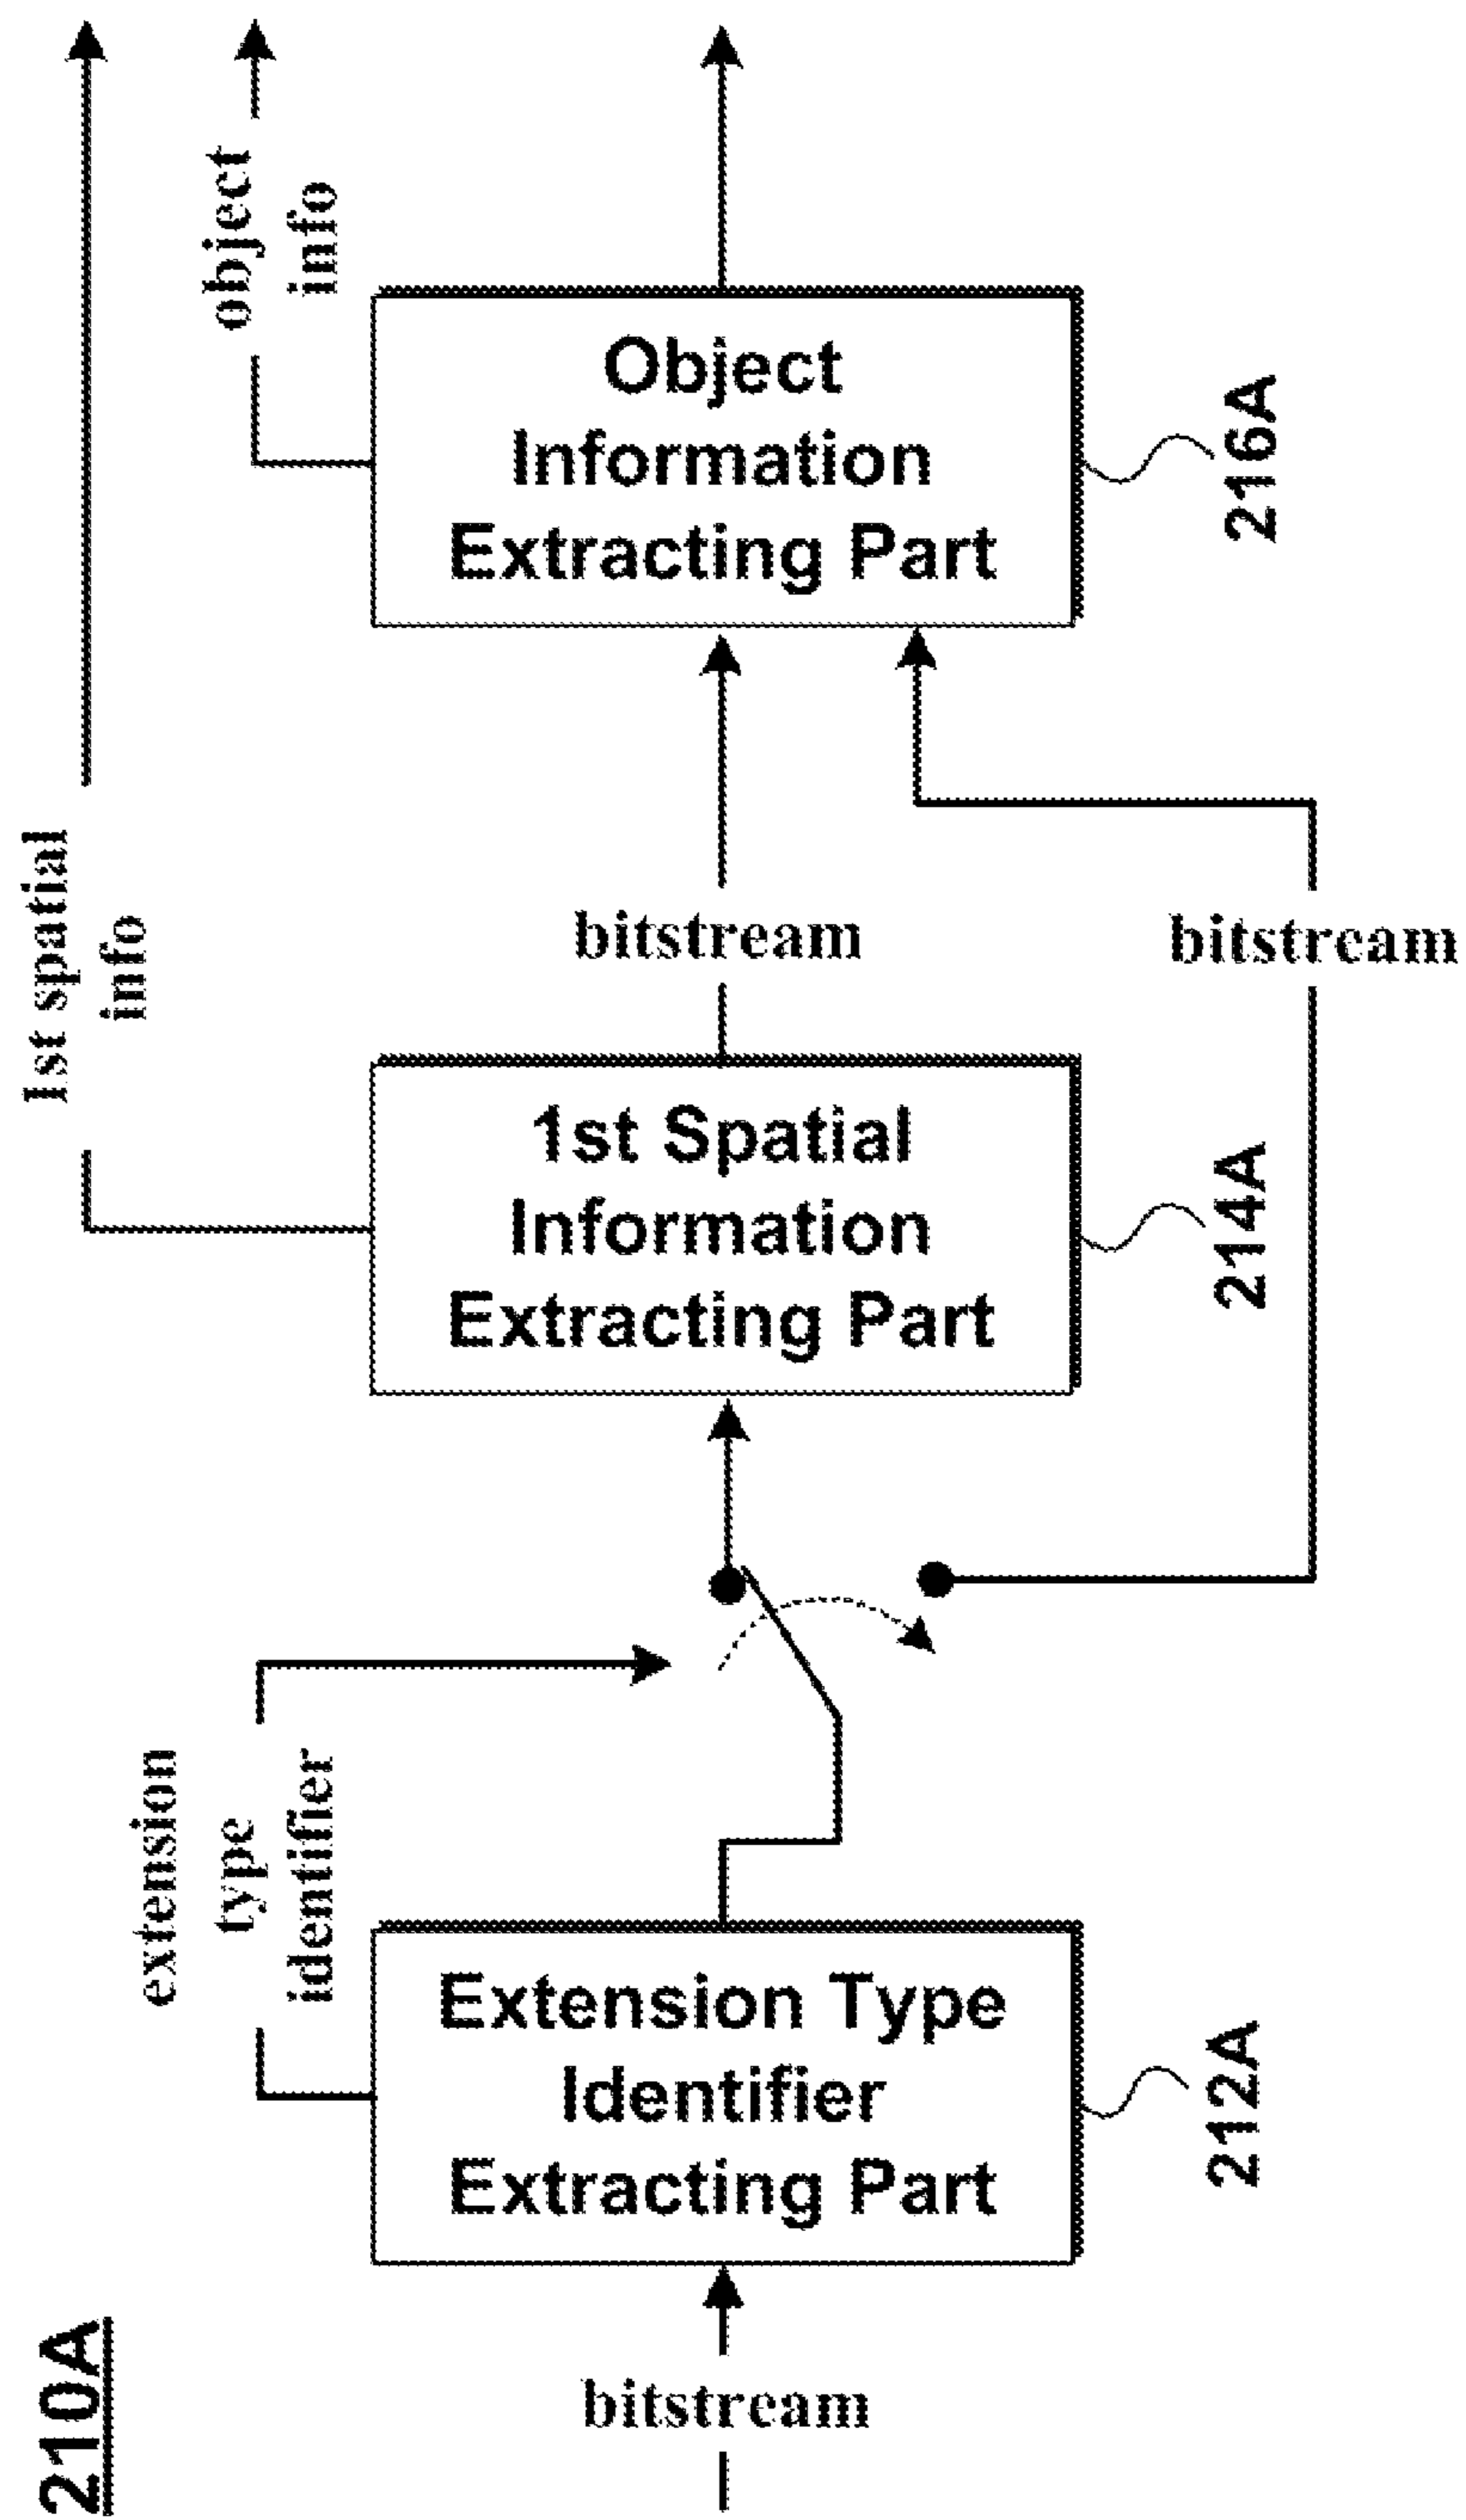 1st spatial
info
object
info
Object
Information
Extracting Part
216A
bitstream
bitstream
1st Spatial
Information
Extracting Part
214A
extension
type
identifier
Extension Type
Identifier
Extracting Part
212A
210A
bitstream